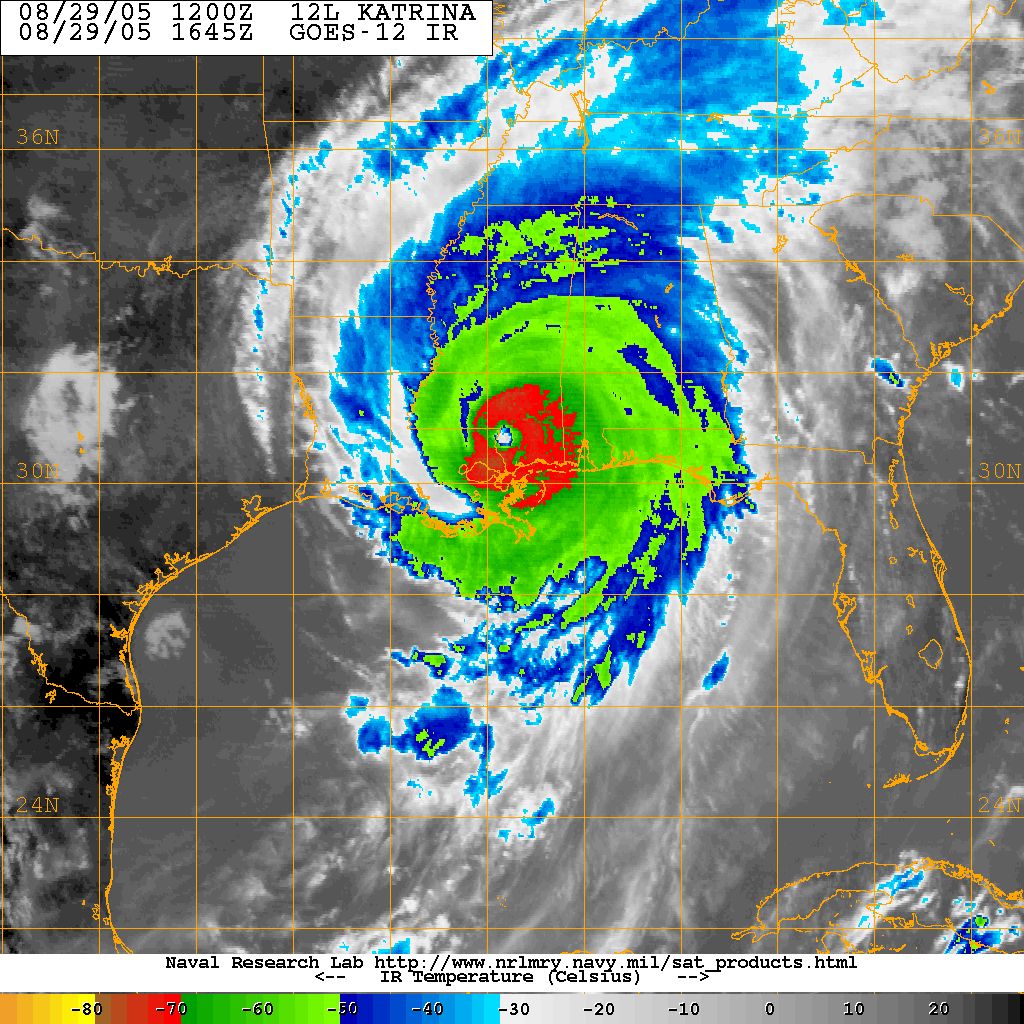 08/29/05 1200Z 12L KATRINA
08/29/05 1645Z GOES-12 IR
36N 36N
30N 30N
24N 24N
Naval Research Lab http://www.nrlmry.navy.mil/sat_products.html
<-- IR Temperature (Celsius) -->
-80 -70 -60 -50 -40 -30 -20 -10 0 10 20